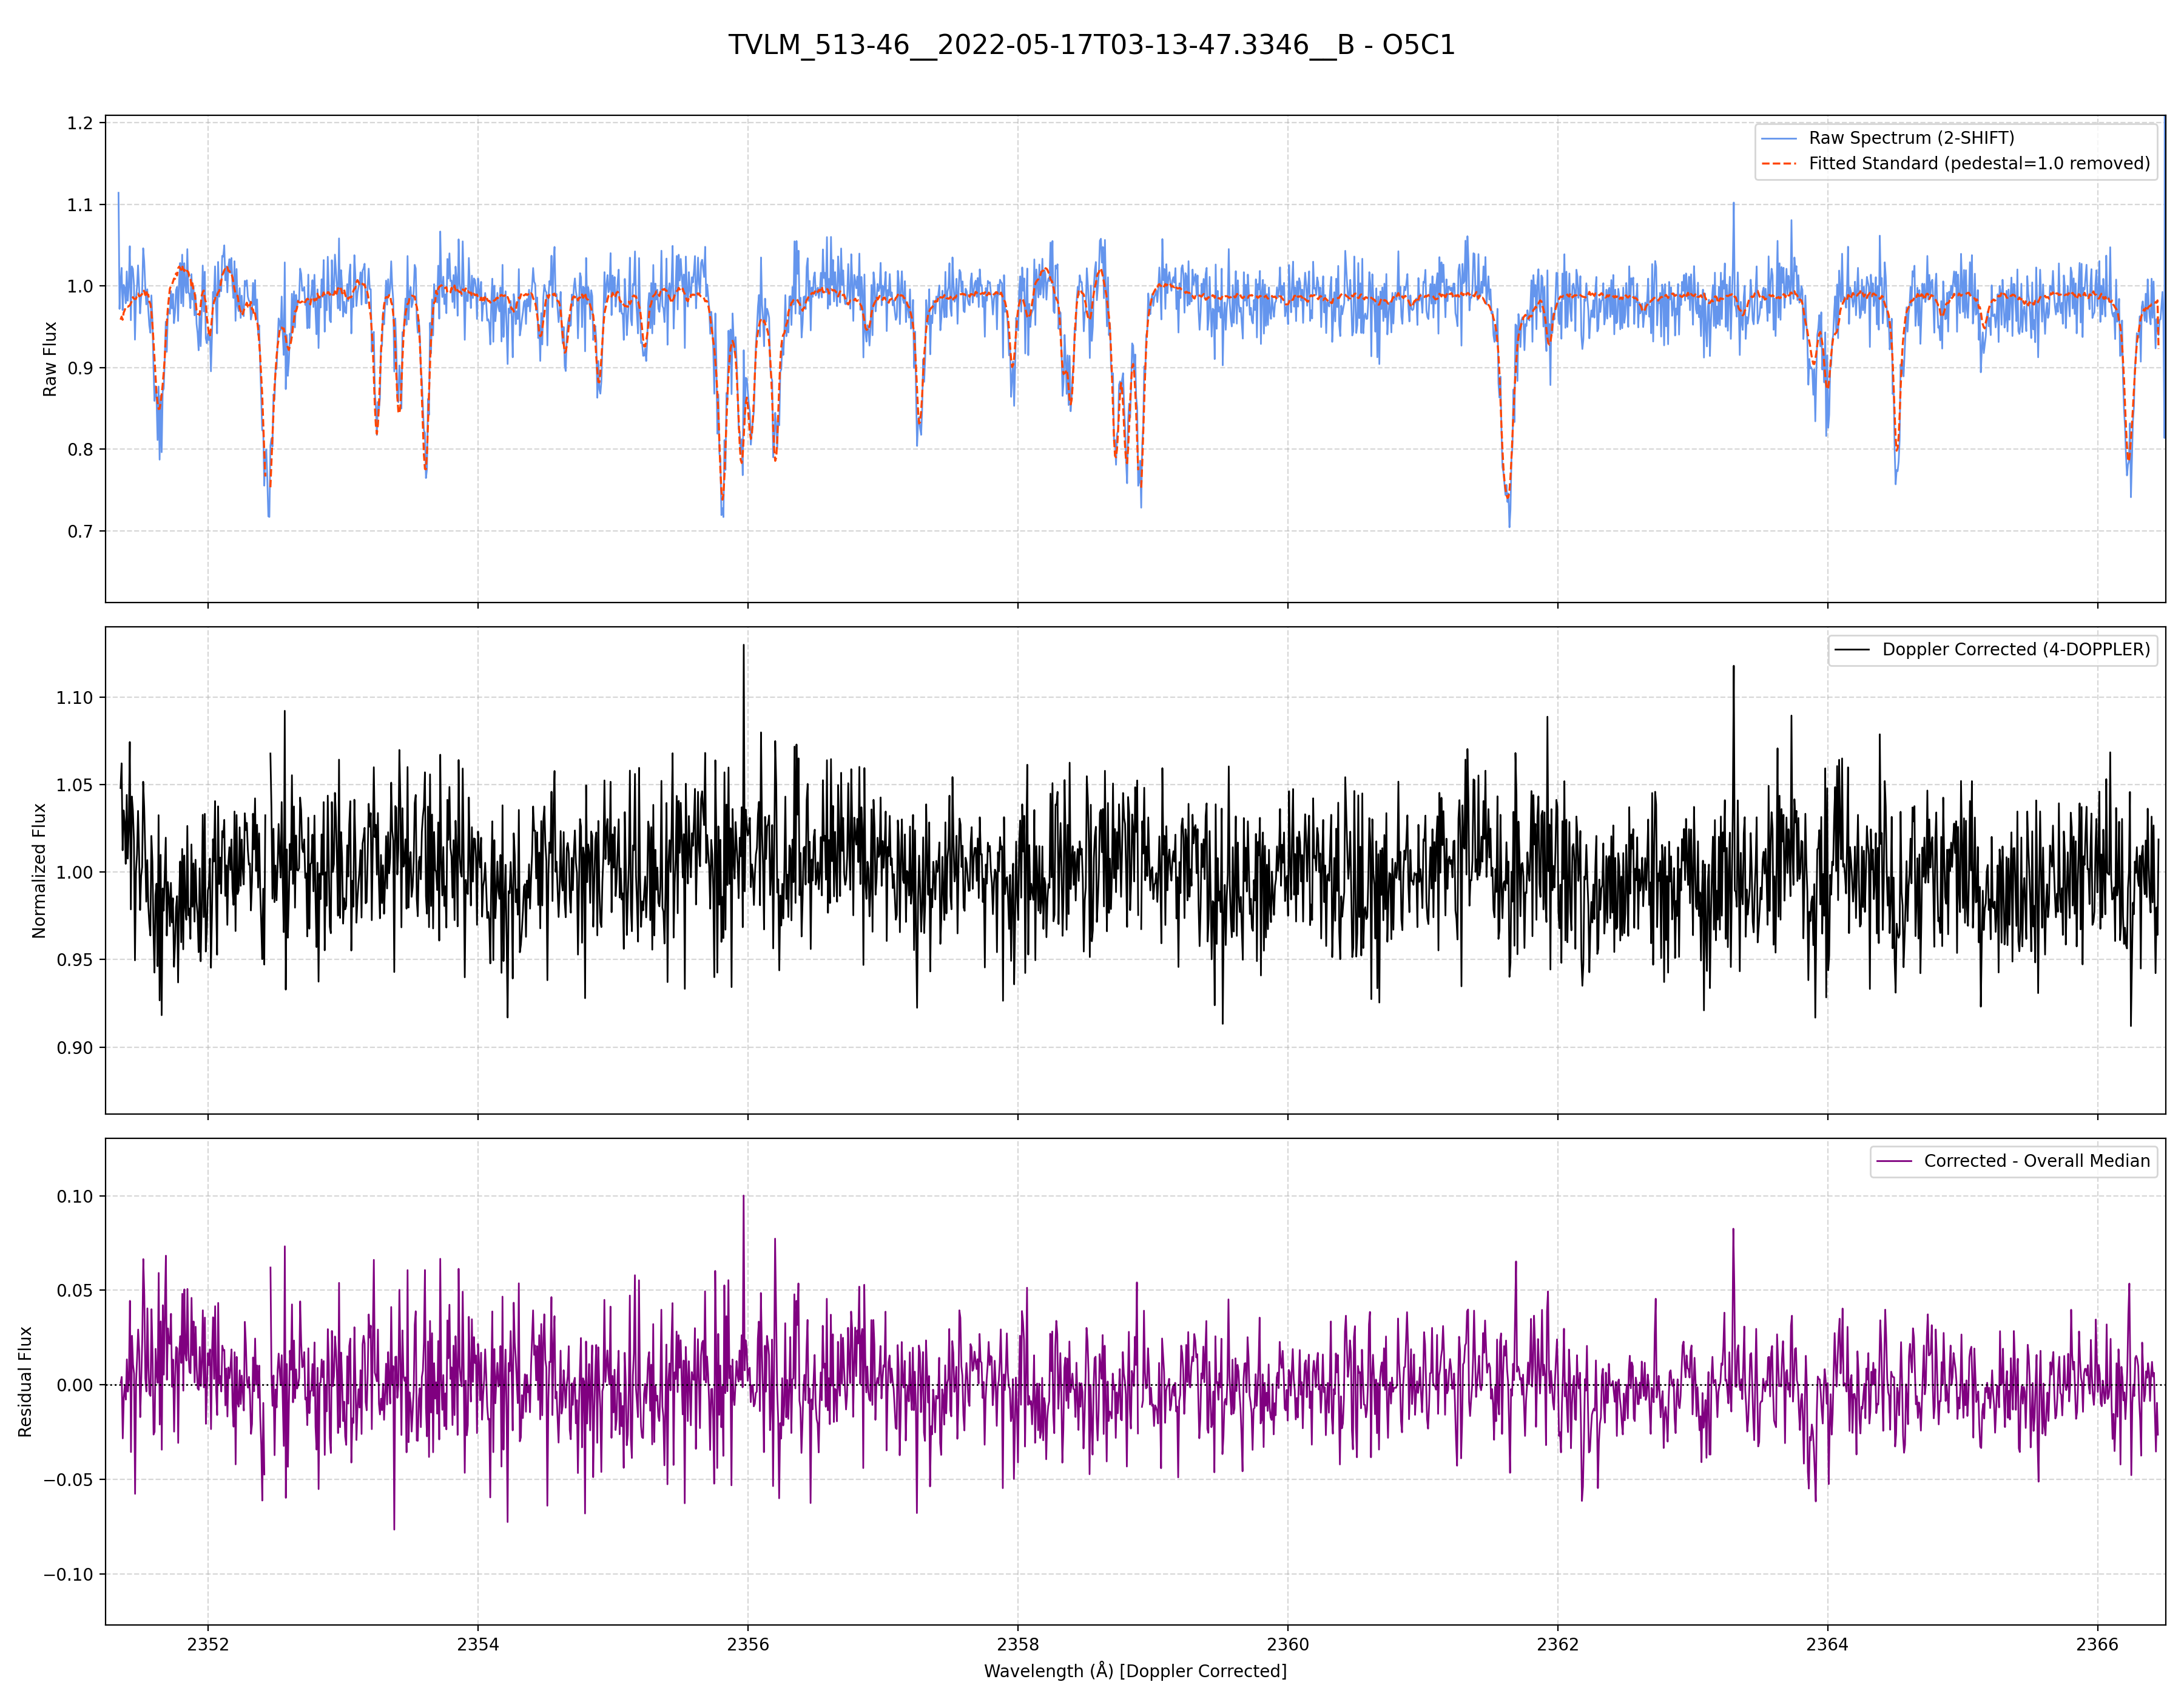 TVLM_513-46__2022-05-17T03-13-47.3346__B - O5C1
Raw Spectrum (2-SHIFT)
Fitted Standard (pedestal=1.0 removed)
Raw Flux
1.2
1.1
1.0
0.9
0.8
0.7
Doppler Corrected (4-DOPPLER)
Normalized Flux
1.10
1.05
1.00
0.95
0.90
Corrected - Overall Median
Residual Flux
0.10
0.05
0.00
−0.05
−0.10
2352 2354 2356 2358 2360 2362 2364 2366
Wavelength (Å) [Doppler Corrected]